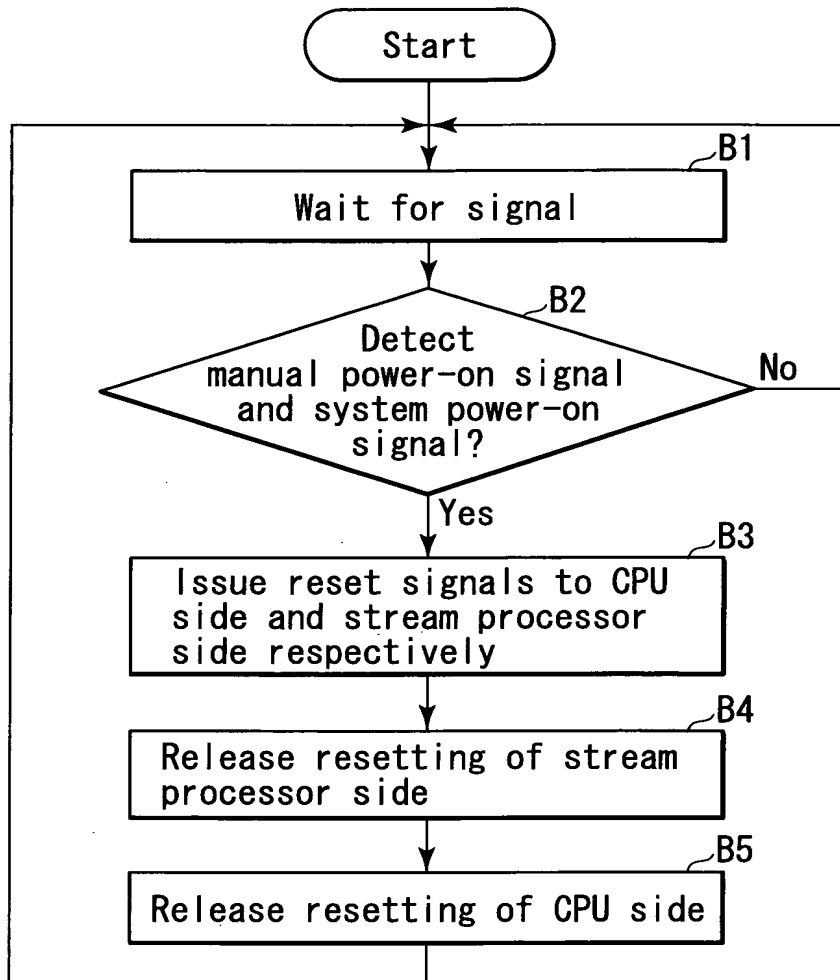 Start
B1
Wait for signal
B2
Detect
manual power-on signal
and system power-on
signal?
No
Yes
B3
Issue reset signals to CPU
side and stream processor
side respectively
B4
Release resetting of stream
processor side
B5
Release resetting of CPU side